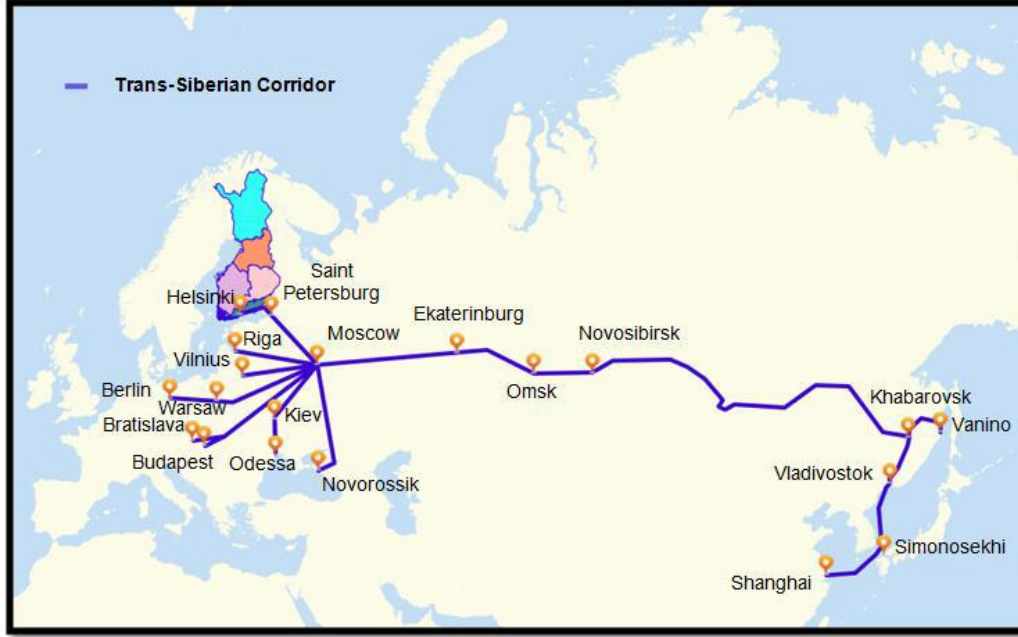 Trans-Siberian Corridor
Saint
Petersburg
Helsinki
Riga
Moscow
Ekaterinburg
Novosibirsk
Vilnius
Berlin
Warsaw
Omsk
Khabarovsk
Bratislava
Kiev
Vanino
Budapest
Odessa
Vladivostok
Novorossik
Simonosekhi
Shanghai